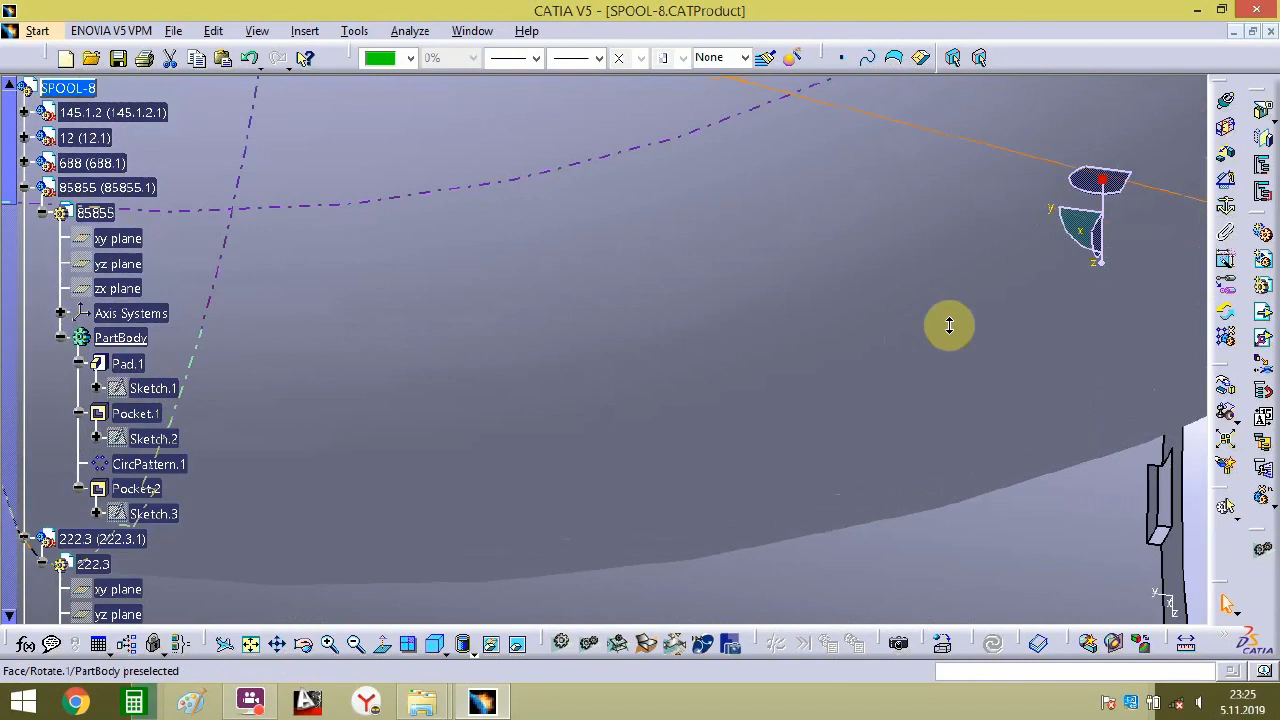 CATIA V5 - [SPOOL-8.CATProduct]
Start ENOVIA V5 VPM File Edit View Insert Tools Analyze Window Help
0% None
SPOOL-8
145.1.2 (145.1.2.1)
12 (12.1)
688 (688.1)
85855 (85855.1)
85855
xy plane
yz plane
zx plane
Axis Systems
PartBody
Pad.1
Sketch.1
Pocket.1
Sketch.2
CircPattern.1
Pocket.2
Sketch.3
222.3 (222.3.1)
222.3
xy plane
yz plane
y
x
z
y
x
z
CATIA
Face/Rotate.1/PartBody preselected
23:25
5.11.2019